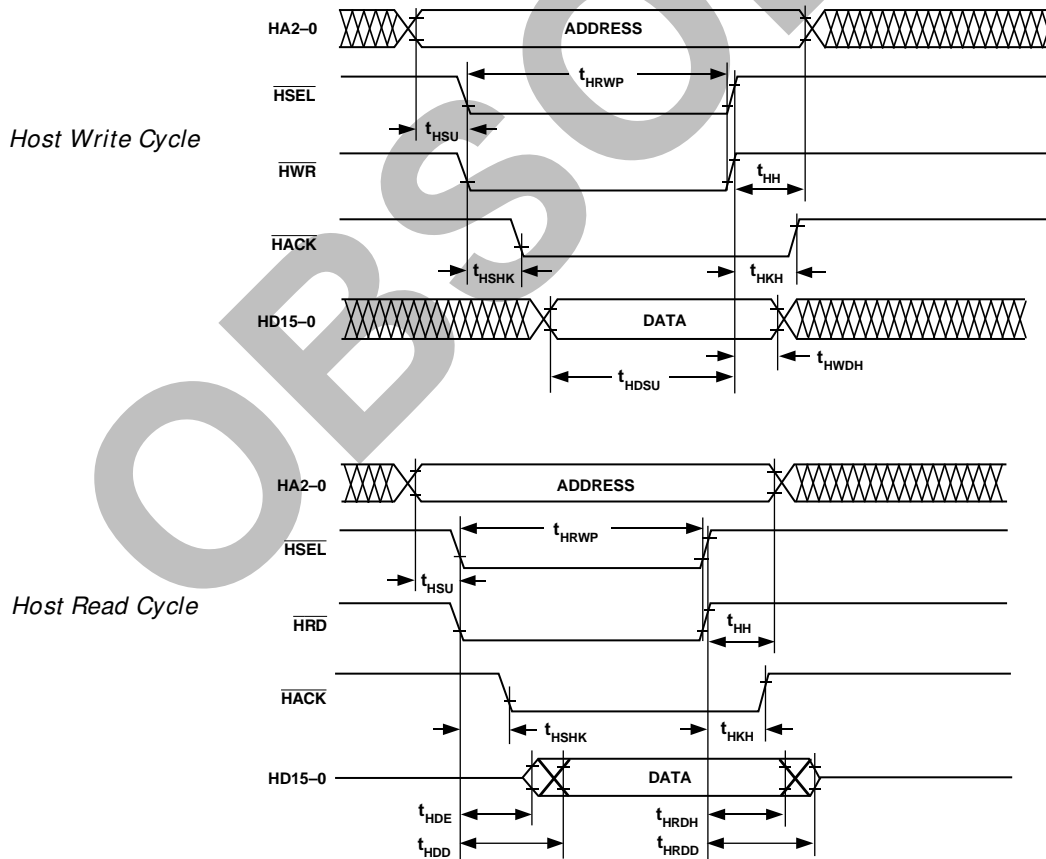 HA2–0
ADDRESS
HSEL
tHRWP
tHSU
Host Write Cycle
HWR
tHH
HACK
tHSHK
tHKH
HD15–0
DATA
tHWDH
tHDSU
HA2–0
ADDRESS
HSEL
tHRWP
tHSU
Host Read Cycle
HRD
tHH
HACK
tHSHK
tHKH
HD15–0
DATA
tHDE
tHRDH
tHDD
tHRDD
OBSO